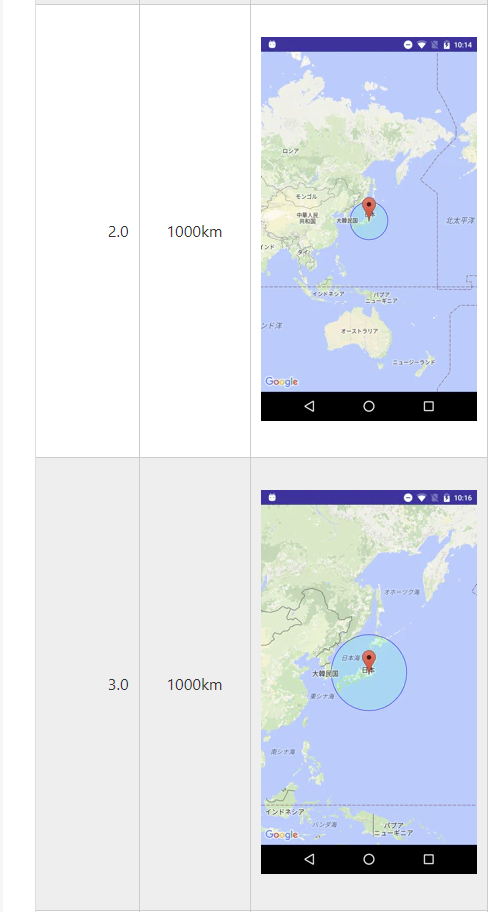 10:14
ロシア
モンゴル
中華人民
共和国
大韓民国
日本
北太平洋
インド
タイ
インドネシア
パプア
ニューギニア
ンド洋
オーストラリア
ニュージーランド
Google
2.0
1000km
10:16
オホーツク海
日本海
日本
大韓民国
東シナ海
南シナ海
インドネシア
バンダ海
パプア
ニューギニア
Google
3.0
1000km